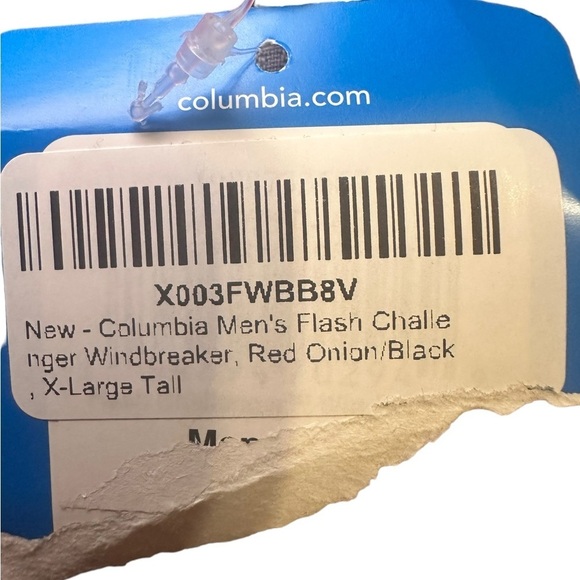 columbia.com
X003FWBB8V
New - Columbia Men's Flash Challe
nger Windbreaker, Red Onion/Black
, X-Large Tall